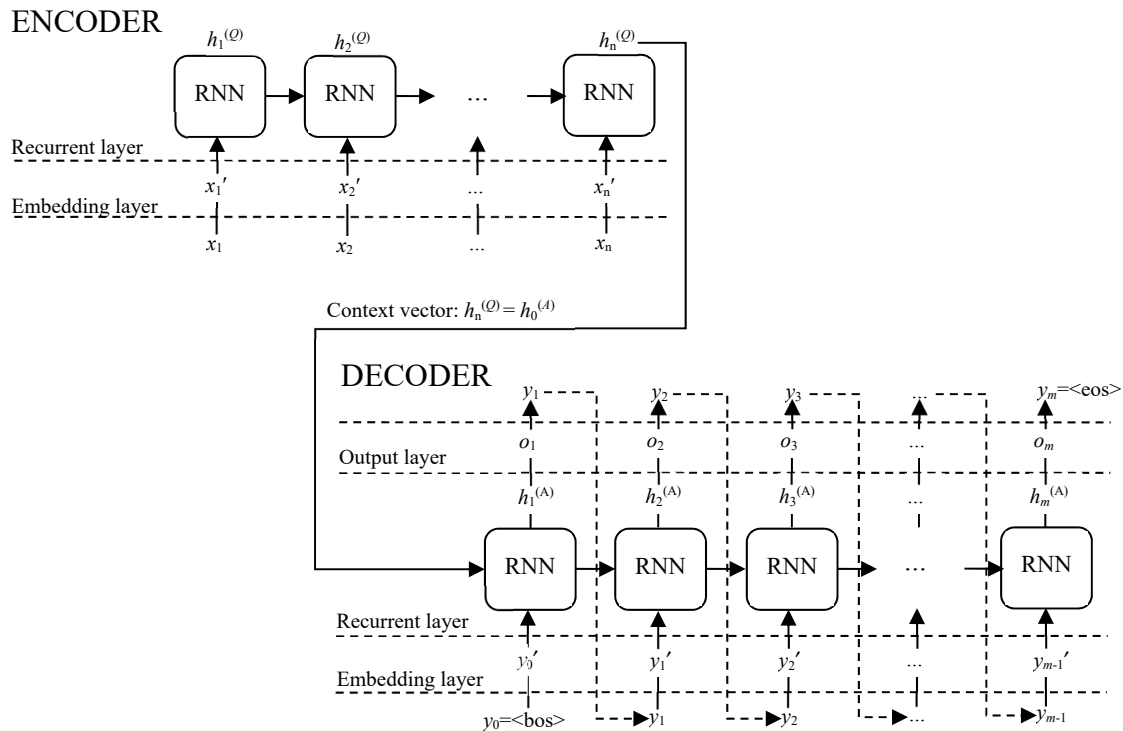 ENCODER
h₁⁽Q⁾ h₂⁽Q⁾ hₙ⁽Q⁾
RNN RNN ... RNN
Recurrent layer
x₁′ x₂′ ... xₙ′
Embedding layer
x₁ x₂ ... xₙ
Context vector: hₙ⁽Q⁾ = h₀⁽A⁾
DECODER
y₁ y₂ y₃ ... yₘ=<eos>
o₁ o₂ o₃ ... oₘ
Output layer
h₁⁽A⁾ h₂⁽A⁾ h₃⁽A⁾ ... hₘ⁽A⁾
RNN RNN RNN ... RNN
Recurrent layer
y₀′ y₁′ y₂′ ... yₘ₋₁′
Embedding layer
y₀=<bos> y₁ y₂ ... yₘ₋₁